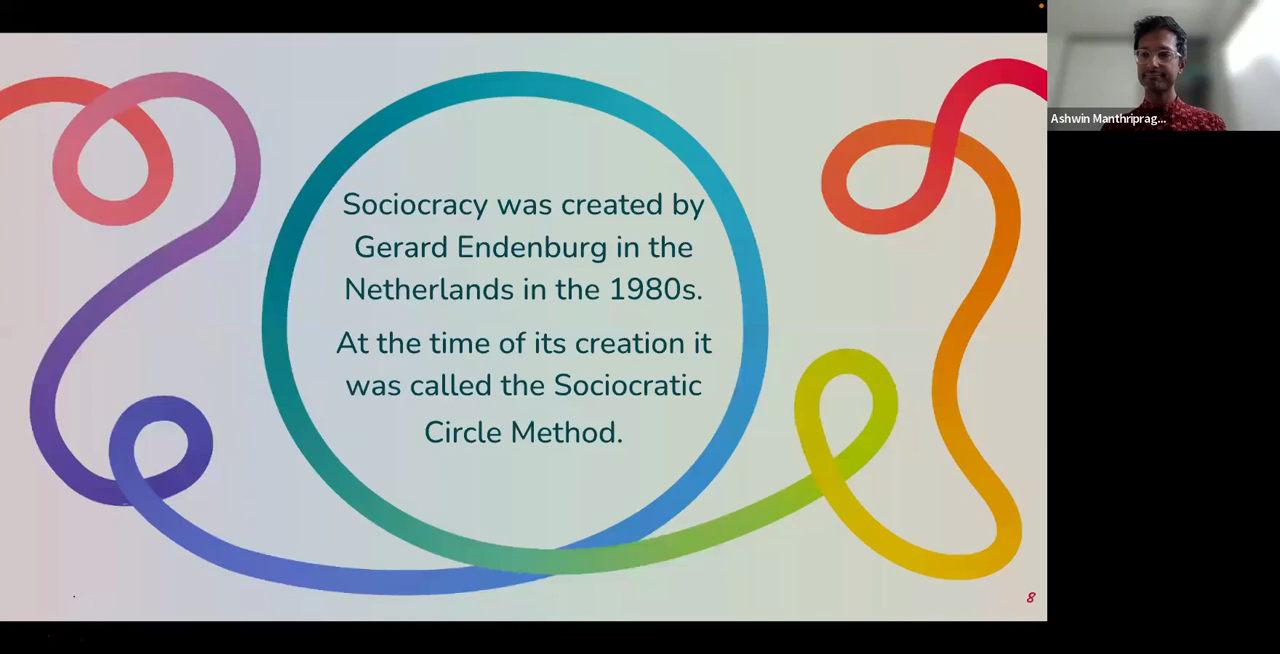 Sociocracy was created by
Gerard Endenburg in the
Netherlands in the 1980s.
At the time of its creation it
was called the Sociocratic
Circle Method.
8
Ashwin Manthriprag...